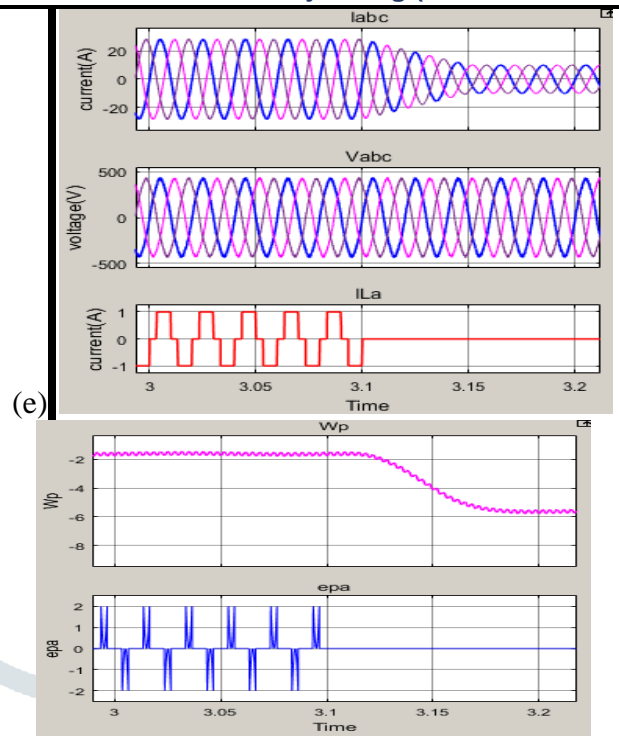 Iabc
current(A)
20
0
-20
Vabc
voltage(V)
500
0
-500
ILa
current(A)
1
0
-1
3 3.05 3.1 3.15 3.2
Time
(e)
Wp
Wp
-2
-4
-6
-8
epa
epa
2
1
0
-1
-2
3 3.05 3.1 3.15 3.2
Time